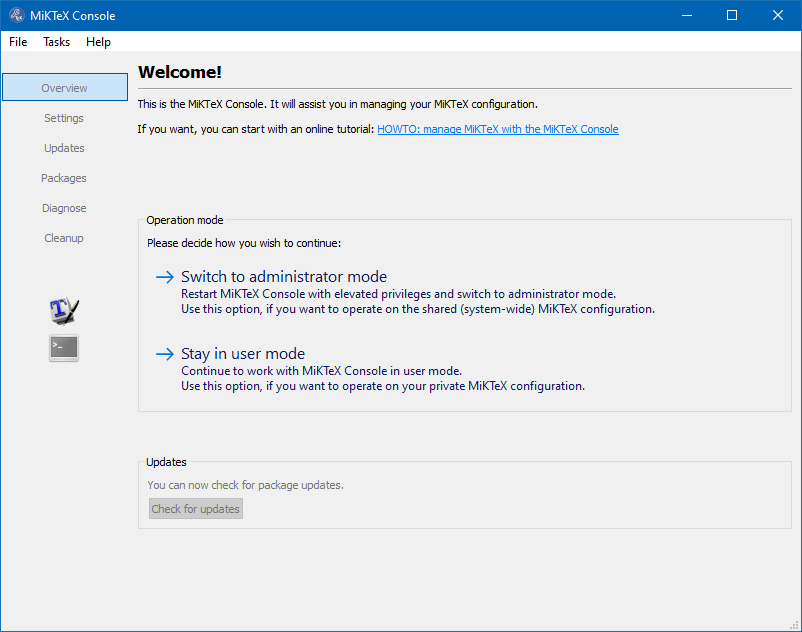 MiKTeX Console
File Tasks Help
Overview
Settings
Updates
Packages
Diagnose
Cleanup
Welcome!
This is the MiKTeX Console. It will assist you in managing your MiKTeX configuration.
If you want, you can start with an online tutorial: HOWTO: manage MiKTeX with the MiKTeX Console
Operation mode
Please decide how you wish to continue:
Switch to administrator mode
Restart MiKTeX Console with elevated privileges and switch to administrator mode.
Use this option, if you want to operate on the shared (system-wide) MiKTeX configuration.
Stay in user mode
Continue to work with MiKTeX Console in user mode.
Use this option, if you want to operate on your private MiKTeX configuration.
Updates
You can now check for package updates.
Check for updates